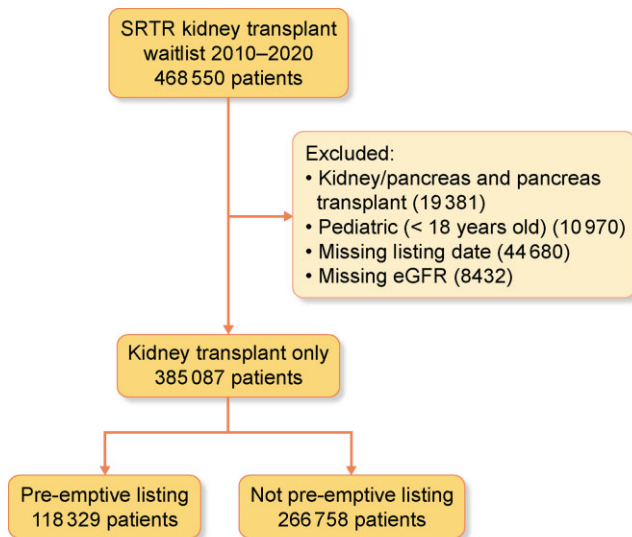 SRTR kidney transplant
waitlist 2010–2020
468 550 patients
Excluded:
• Kidney/pancreas and pancreas
transplant (19 381)
• Pediatric (< 18 years old) (10 970)
• Missing listing date (44 680)
• Missing eGFR (8432)
Kidney transplant only
385 087 patients
Pre-emptive listing
118 329 patients
Not pre-emptive listing
266 758 patients